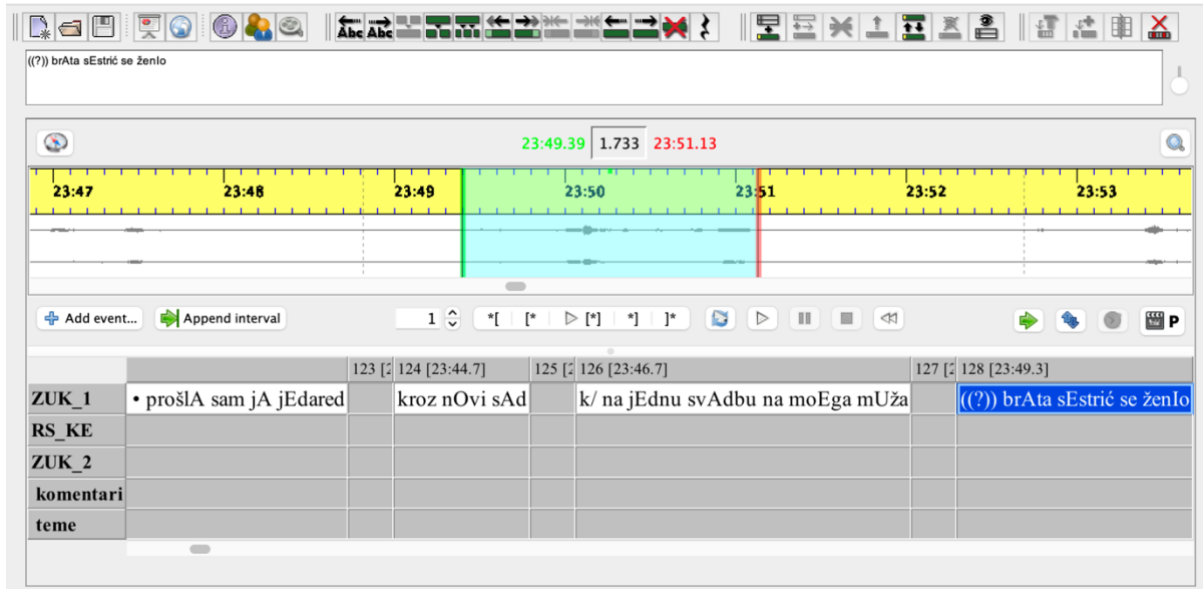 Abc Abc
((?)) brAta sEstrić se ženIo
23:49.39 1.733 23:51.13
23:47 23:48 23:49 23:50 23:51 23:52 23:53
Add event... Append interval 1 *[ [* [*] *] ]* P
123 [2 124 [23:44.7] 125 [2 126 [23:46.7] 127 [2 128 [23:49.3]
ZUK_1 • prošlA sam jA jEdared kroz nOvi sAd k/ na jEdnu svAdbu na moEga mUža ((?)) brAta sEstrić se ženIo
RS_KE
ZUK_2
komentari
teme